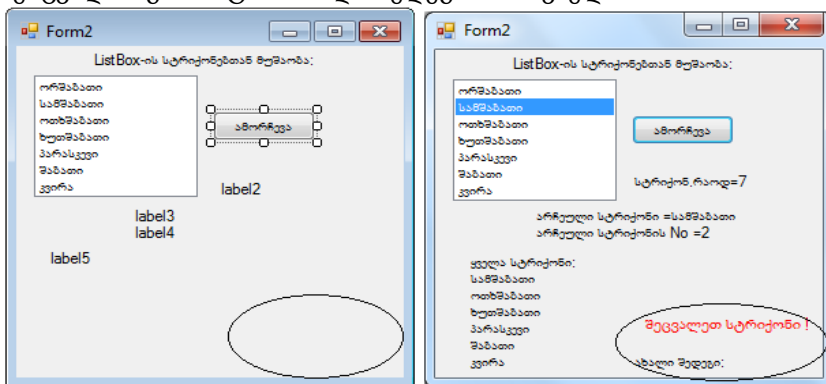 Form2
ListBox-ის სტრიქონებთან მუშაობა:
ორშაბათი
სამშაბათი
ოთხშაბათი
ხუთშაბათი
პარასკევი
შაბათი
კვირა
ამორჩევა
label2
label3
label4
label5
Form2
ListBox-ის სტრიქონებთან მუშაობა:
ორშაბათი
სამშაბათი
ოთხშაბათი
ხუთშაბათი
პარასკევი
შაბათი
კვირა
ამორჩევა
სტრიქონ.რაოდ=7
არჩეული სტრიქონი =სამშაბათი
არჩეული სტრიქონის No =2
ყველა სტრიქონი:
სამშაბათი
ოთხშაბათი
ხუთშაბათი
პარასკევი
შაბათი
კვირა
შეცვალეთ სტრიქონი !
ახალი შედეგი: